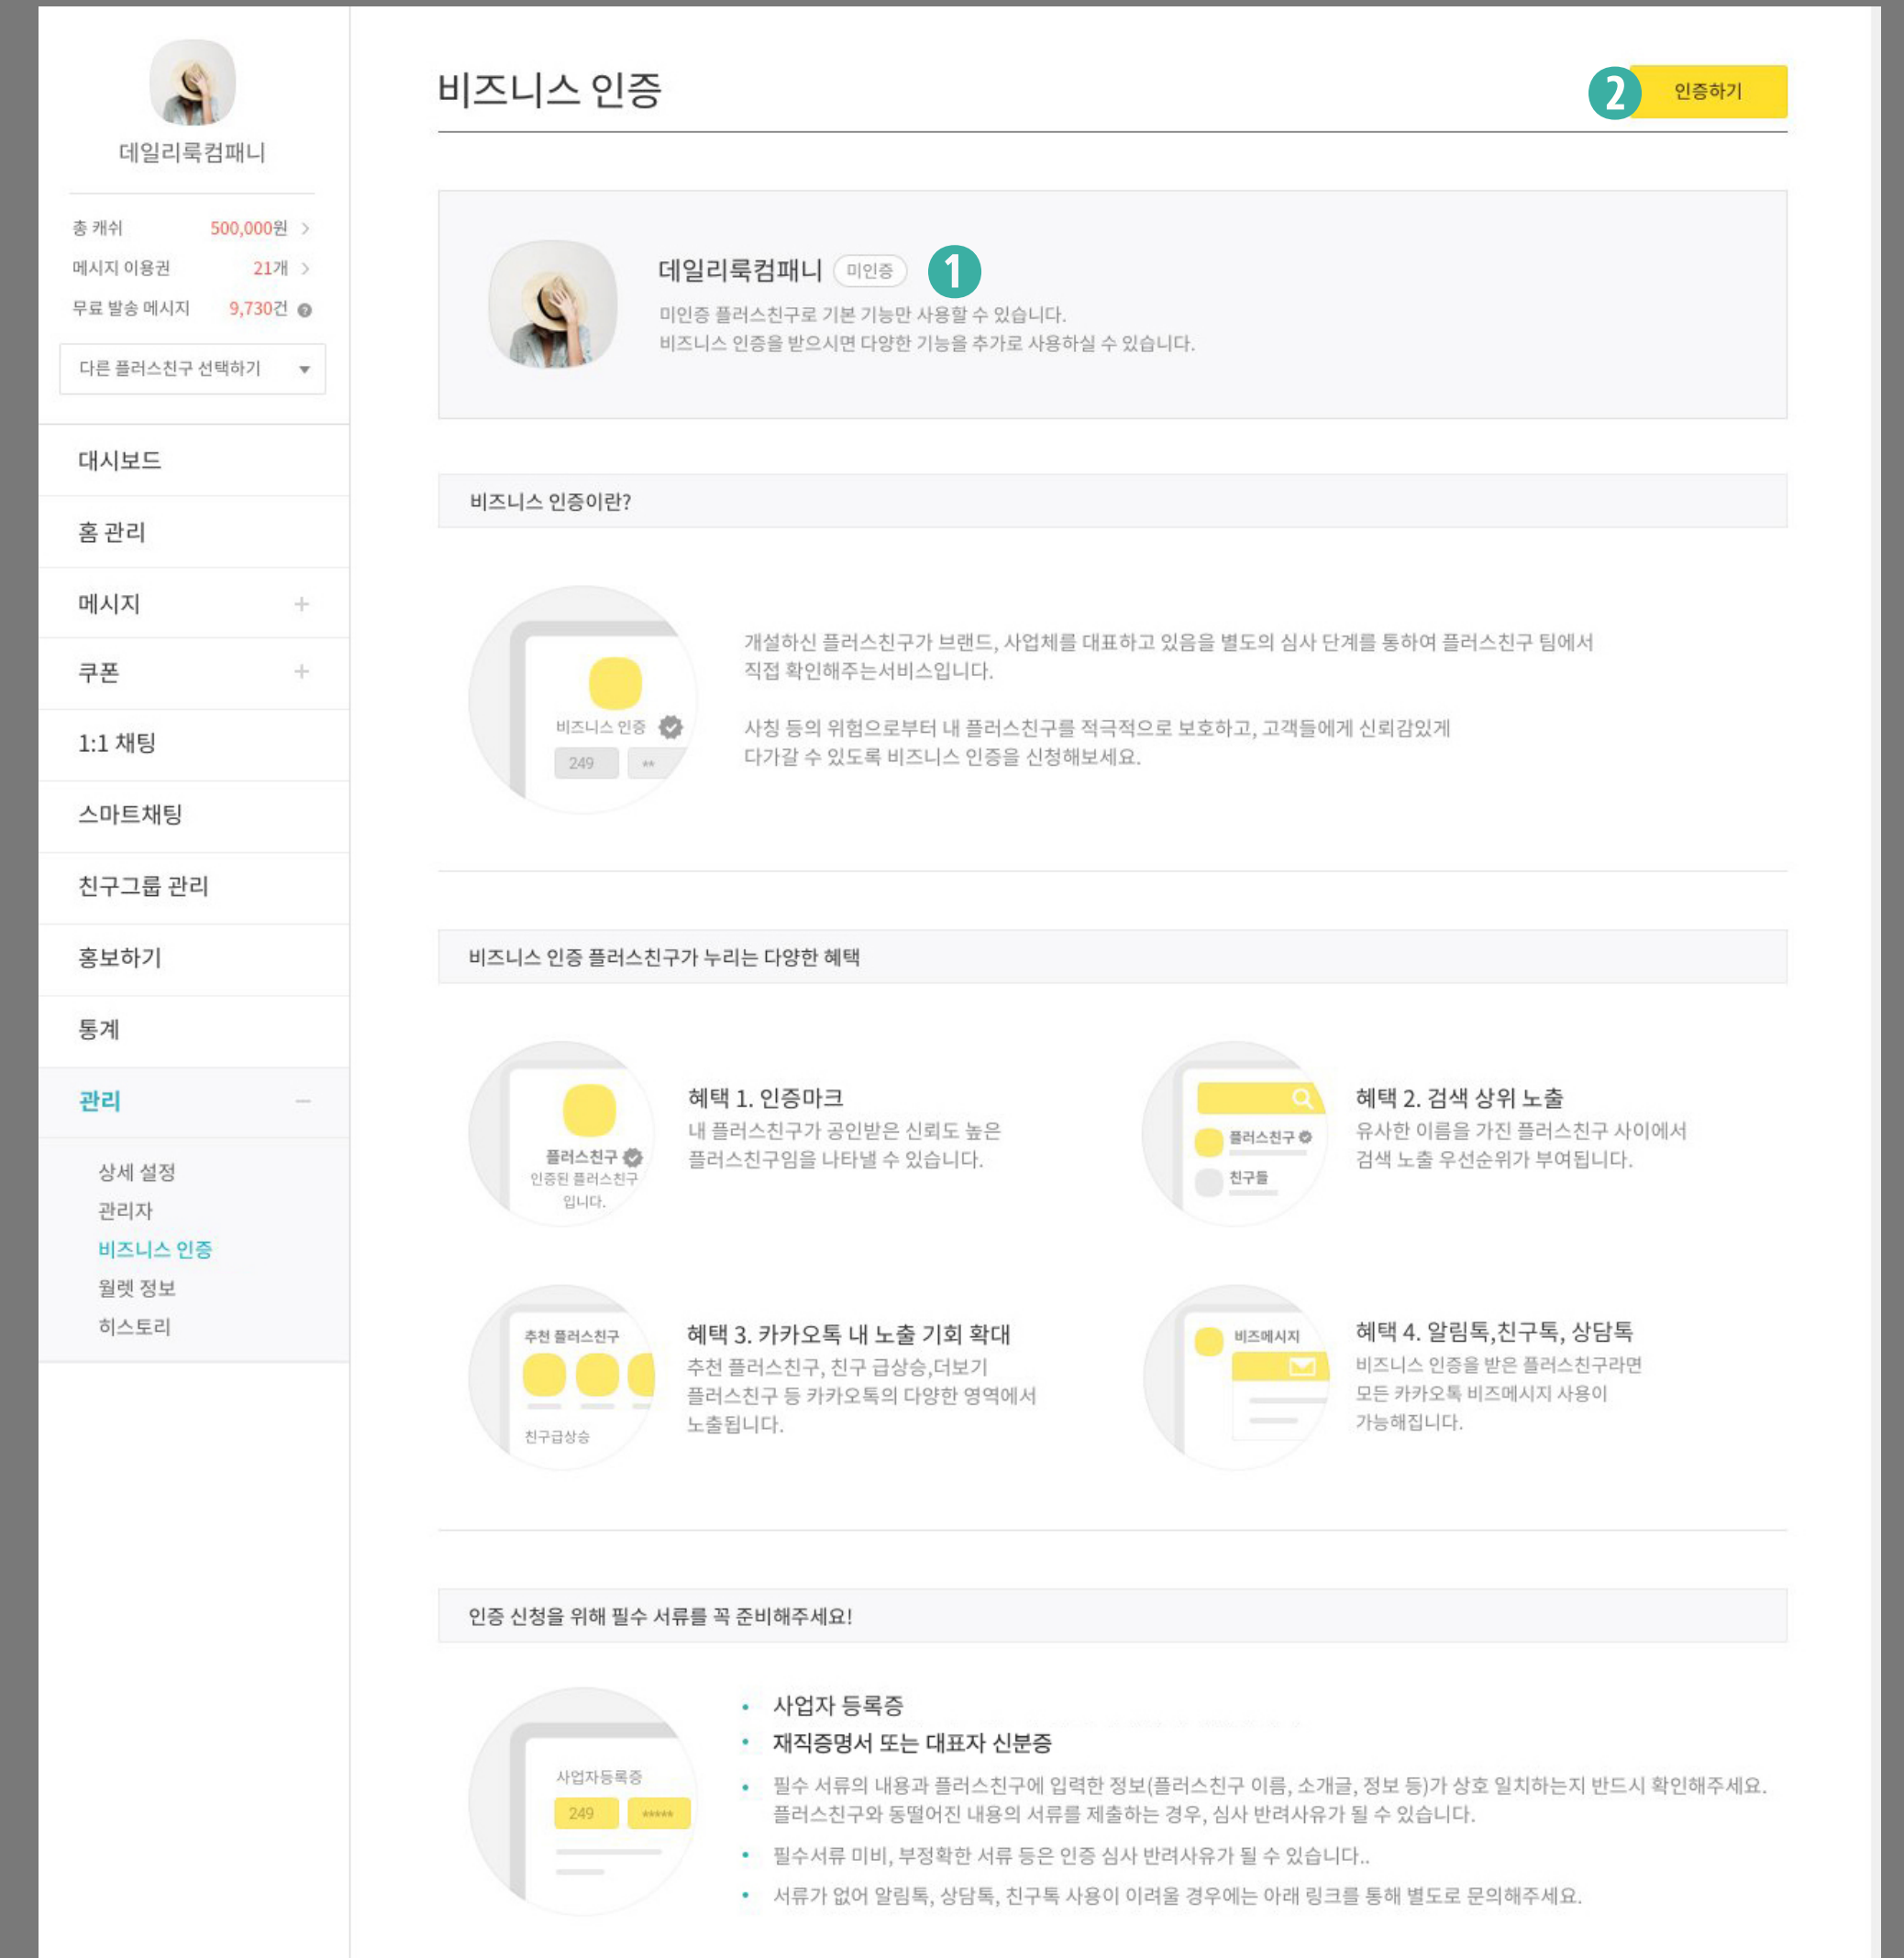 데일리룩컴패니
총 캐쉬 500,000원 >
메시지 이용권 21개 >
무료 발송 메시지 9,730건 ?
다른 플러스친구 선택하기 ▼
대시보드
홈 관리
메시지 +
쿠폰 +
1:1 채팅
스마트채팅
친구그룹 관리
홍보하기
통계
관리 −
상세 설정
관리자
비즈니스 인증
월렛 정보
히스토리
비즈니스 인증
2 인증하기
데일리룩컴패니 미인증 1
미인증 플러스친구로 기본 기능만 사용할 수 있습니다.
비즈니스 인증을 받으시면 다양한 기능을 추가로 사용하실 수 있습니다.
비즈니스 인증이란?
비즈니스 인증
249 **
개설하신 플러스친구가 브랜드, 사업체를 대표하고 있음을 별도의 심사 단계를 통하여 플러스친구 팀에서
직접 확인해주는서비스입니다.
사칭 등의 위험으로부터 내 플러스친구를 적극적으로 보호하고, 고객들에게 신뢰감있게
다가갈 수 있도록 비즈니스 인증을 신청해보세요.
비즈니스 인증 플러스친구가 누리는 다양한 혜택
플러스친구
인증된 플러스친구
입니다.
혜택 1. 인증마크
내 플러스친구가 공인받은 신뢰도 높은
플러스친구임을 나타낼 수 있습니다.
플러스친구
친구들
혜택 2. 검색 상위 노출
유사한 이름을 가진 플러스친구 사이에서
검색 노출 우선순위가 부여됩니다.
추천 플러스친구
친구급상승
혜택 3. 카카오톡 내 노출 기회 확대
추천 플러스친구, 친구 급상승,더보기
플러스친구 등 카카오톡의 다양한 영역에서
노출됩니다.
비즈메시지
혜택 4. 알림톡,친구톡, 상담톡
비즈니스 인증을 받은 플러스친구라면
모든 카카오톡 비즈메시지 사용이
가능해집니다.
인증 신청을 위해 필수 서류를 꼭 준비해주세요!
사업자등록증
249 *****
• 사업자 등록증
• 재직증명서 또는 대표자 신분증
• 필수 서류의 내용과 플러스친구에 입력한 정보(플러스친구 이름, 소개글, 정보 등)가 상호 일치하는지 반드시 확인해주세요.
플러스친구와 동떨어진 내용의 서류를 제출하는 경우, 심사 반려사유가 될 수 있습니다.
• 필수서류 미비, 부정확한 서류 등은 인증 심사 반려사유가 될 수 있습니다..
• 서류가 없어 알림톡, 상담톡, 친구톡 사용이 이려울 경우에는 아래 링크를 통해 별도로 문의해주세요.